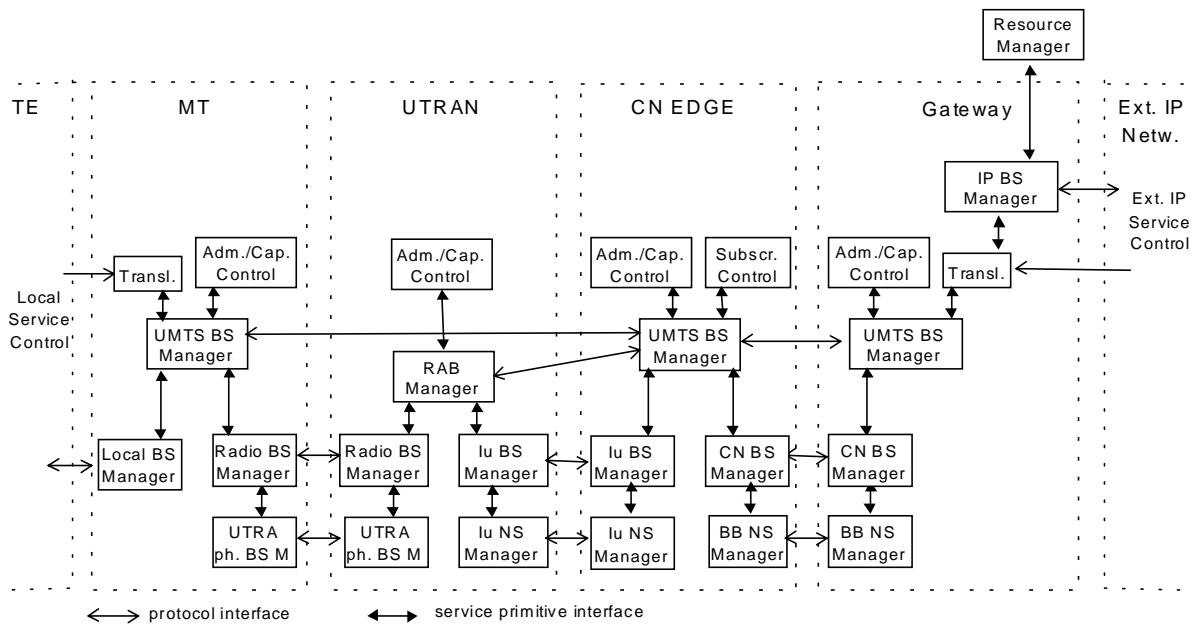 Resource
Manager
TE
MT
UTRAN
CN EDGE
Gateway
Ext. IP
Netw.
IP BS
Manager
Ext. IP
Service
Control
Transl.
Adm./Cap.
Control
Adm./Cap.
Control
Adm./Cap.
Control
Subscr.
Control
Adm./Cap.
Control
Transl.
Local
Service
Control
UMTS BS
Manager
RAB
Manager
UMTS BS
Manager
UMTS BS
Manager
Local BS
Manager
Radio BS
Manager
Radio BS
Manager
Iu BS
Manager
Iu BS
Manager
CN BS
Manager
CN BS
Manager
UTRA
ph. BS M
UTRA
ph. BS M
Iu NS
Manager
Iu NS
Manager
BB NS
Manager
BB NS
Manager
protocol interface
service primitive interface